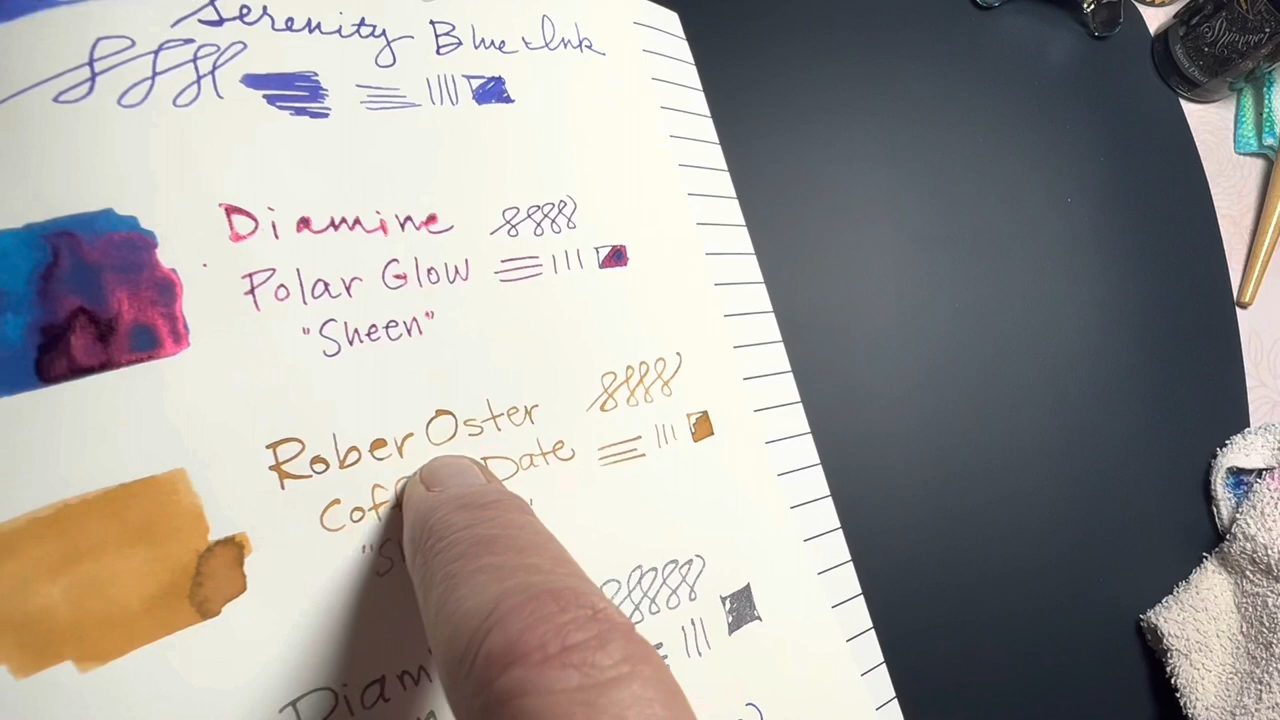 Serenity Blue Ink
Diamine
Polar Glow
"Sheen"
Rober Oster
Date